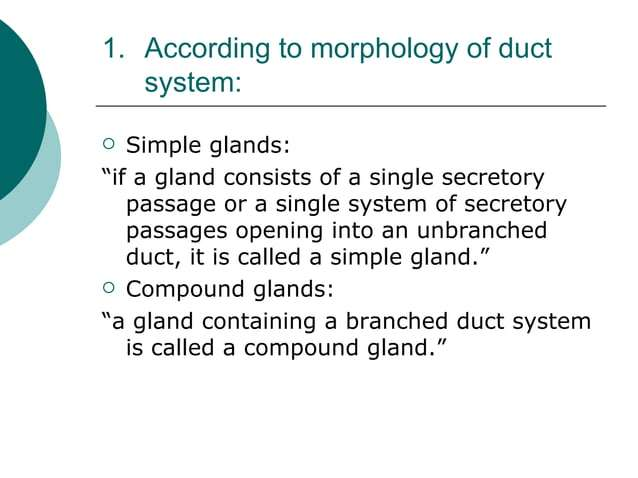 1. According to morphology of duct
system:
Simple glands:
“if a gland consists of a single secretory
passage or a single system of secretory
passages opening into an unbranched
duct, it is called a simple gland.”
Compound glands:
“a gland containing a branched duct system
is called a compound gland.”